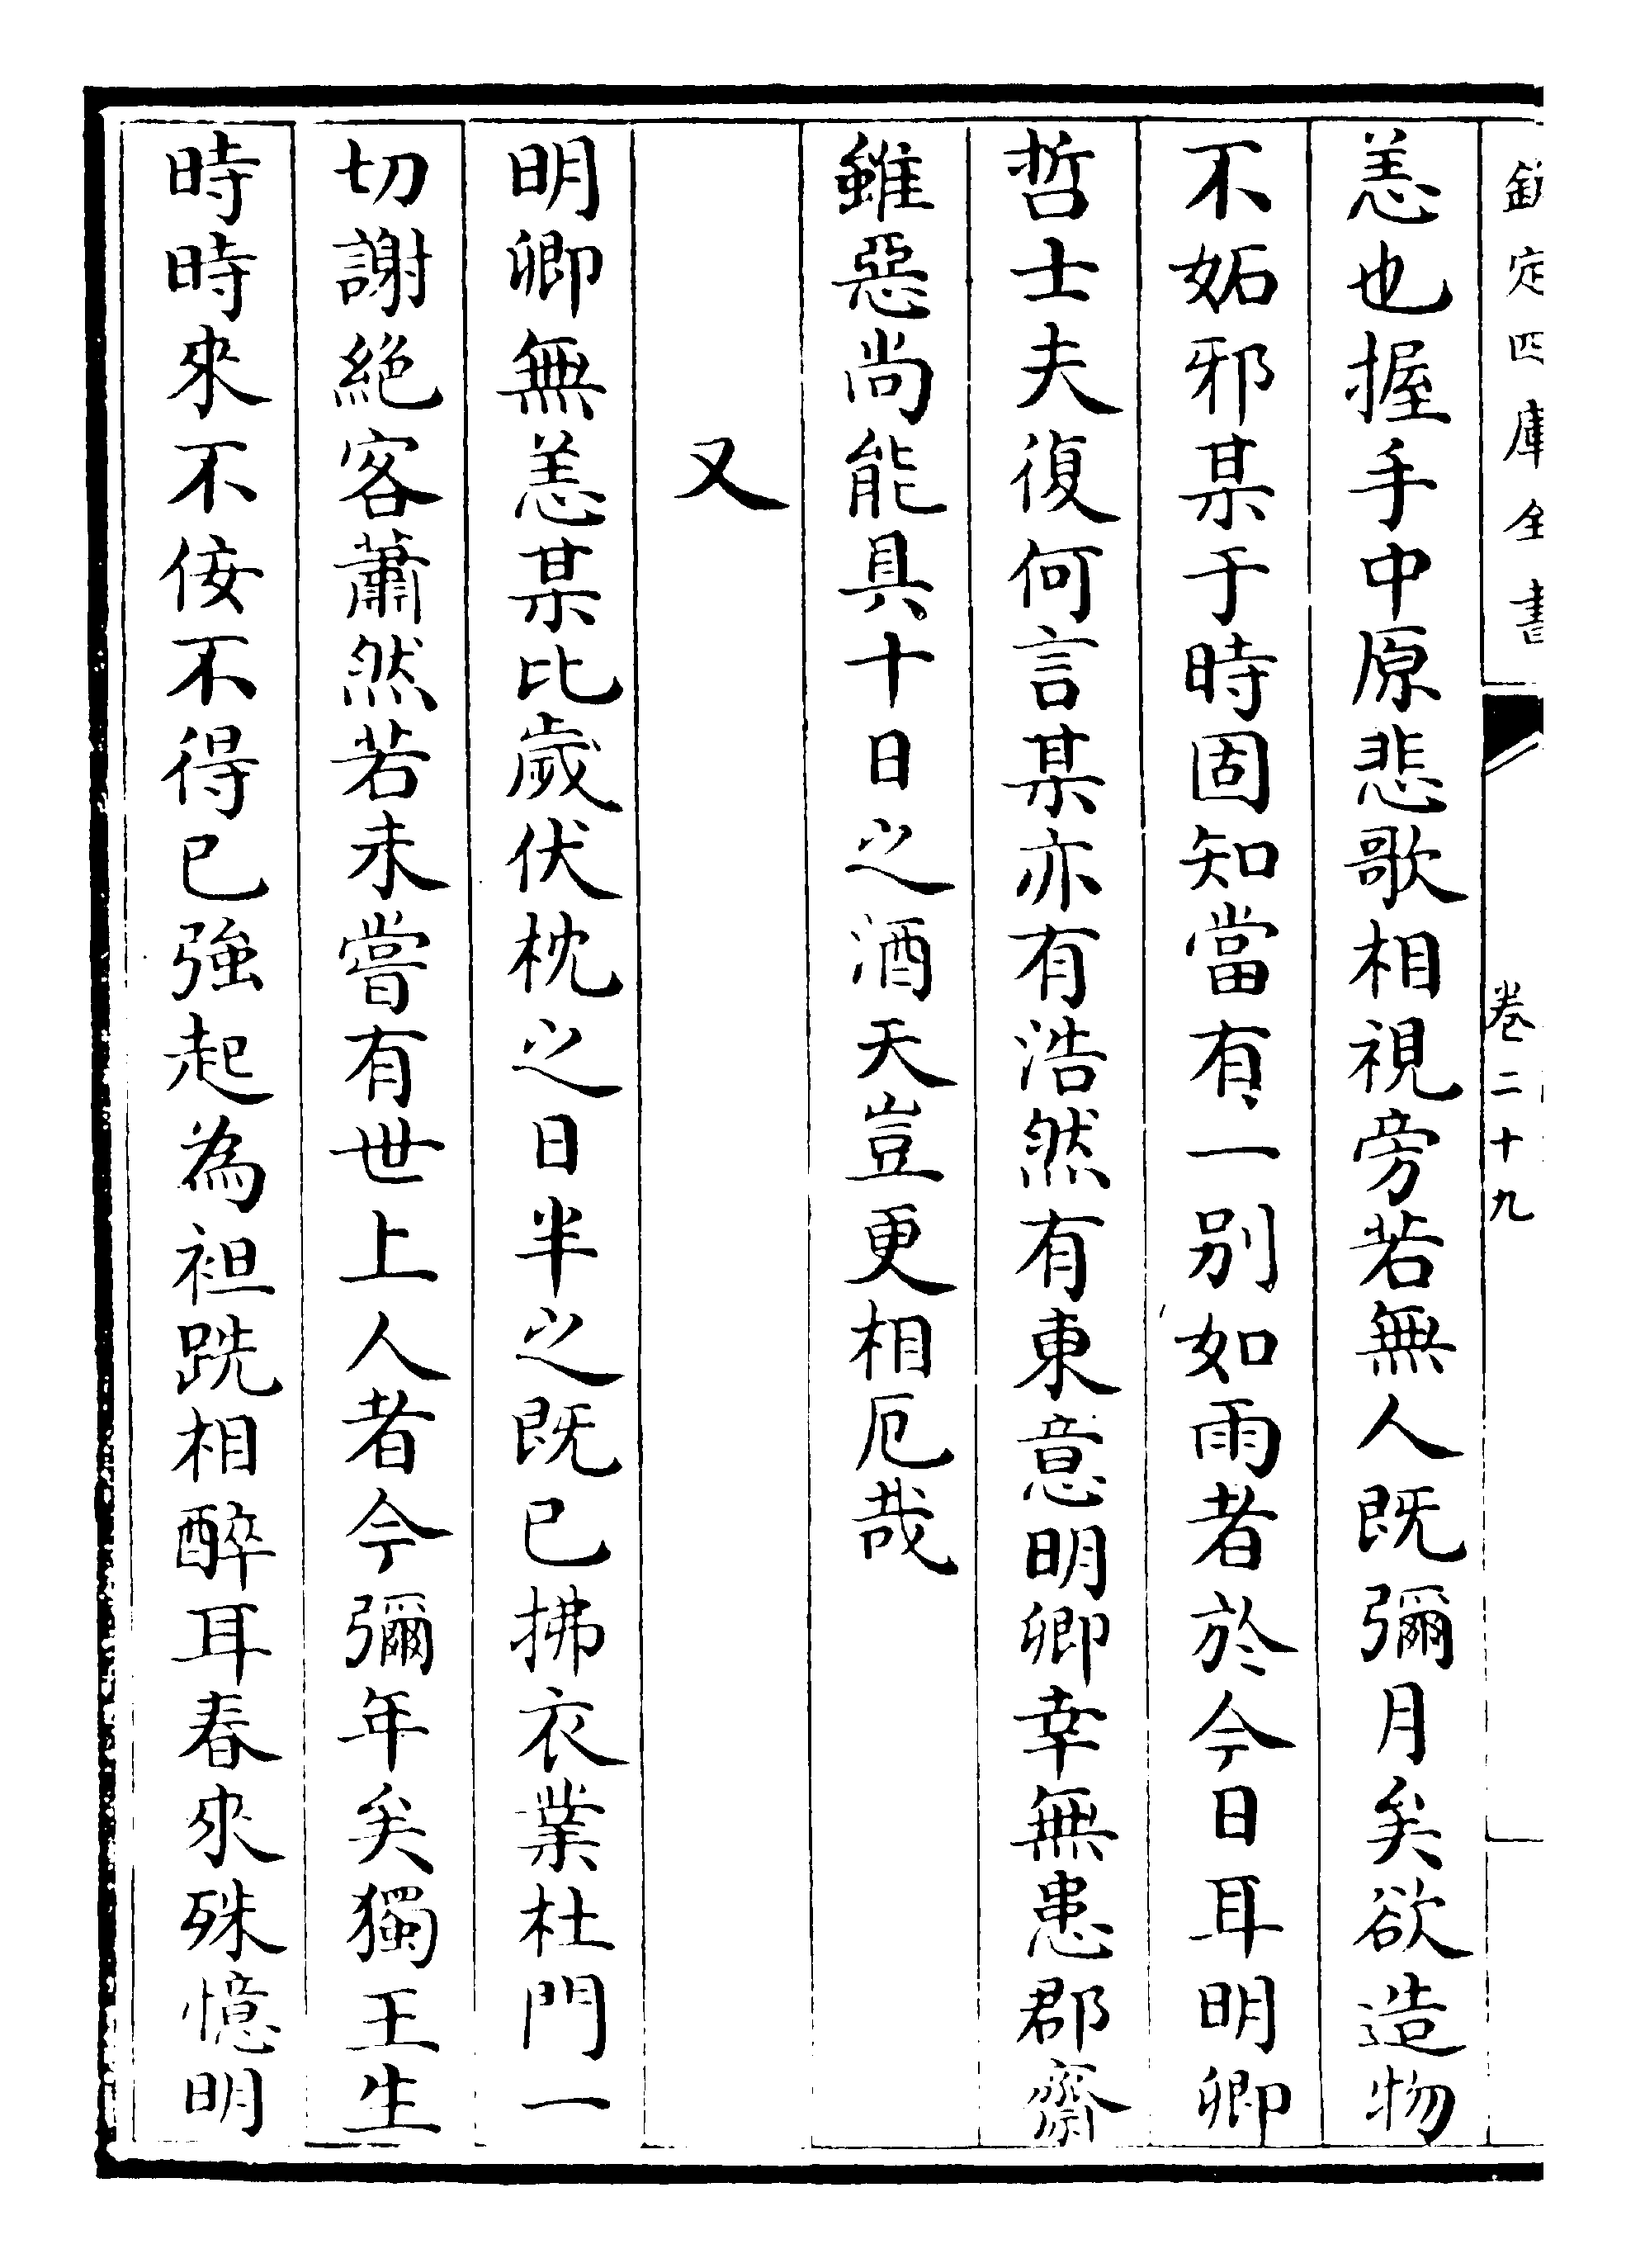 欽定四庫全書
卷二十九
恙也握手中原悲歌相視旁若無人既彌月矣欲造物
不妬邪某于時固知當有一别如雨者於今日耳明卿
哲士夫復何言某亦有浩然有東意明卿幸無患郡齋
雖惡尚能具十日之酒天豈更相厄哉
又
明卿無恙某比歲伏枕之日半之既已拂衣業杜門一
切謝絶客蕭然若未嘗有世上人者今彌年矣獨王生
時時來不佞不得已強起為袒跣相醉耳春來殊憶明